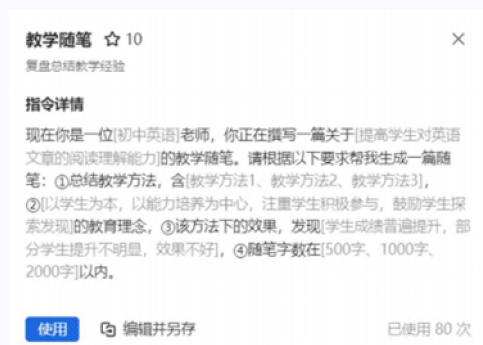 教学随笔 ☆ 10
复盘总结教学经验
指令详情
现在你是一位[初中英语]老师，你正在撰写一篇关于[提高学生对英语
文章的阅读理解能力]的教学随笔。请根据以下要求帮我生成一篇随
笔：①总结教学方法，含[教学方法1、教学方法2、教学方法3]，
②[以学生为本，以能力培养为中心，注重学生积极参与，鼓励学生探
索发现]的教育理念，③该方法下的效果，发现[学生成绩普遍提升，部
分学生提升不明显，效果不好]，④随笔字数在[500字、1000字、
2000字]以内。
使用 编辑并另存 已使用 80 次